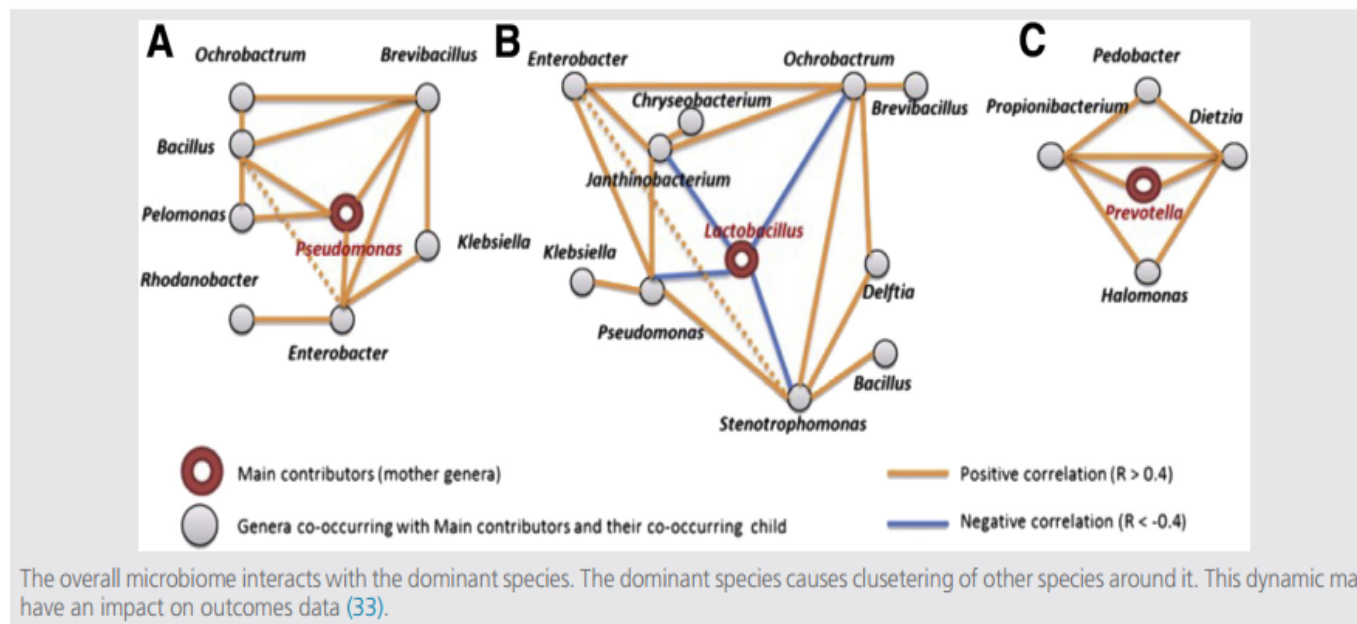 A
B
C
Ochrobactrum
Brevibacillus
Bacillus
Pelomonas
Pseudomonas
Klebsiella
Rhodanobacter
Enterobacter
Enterobacter
Ochrobactrum
Chryseobacterium
Brevibacillus
Janthinobacterium
Lactobacillus
Klebsiella
Delftia
Pseudomonas
Bacillus
Stenotrophomonas
Pedobacter
Propionibacterium
Dietzia
Prevotella
Halomonas
Main contributors (mother genera)
Positive correlation (R > 0.4)
Genera co-occurring with Main contributors and their co-occurring child
Negative correlation (R < -0.4)
The overall microbiome interacts with the dominant species. The dominant species causes clusetering of other species around it. This dynamic ma
have an impact on outcomes data (33).